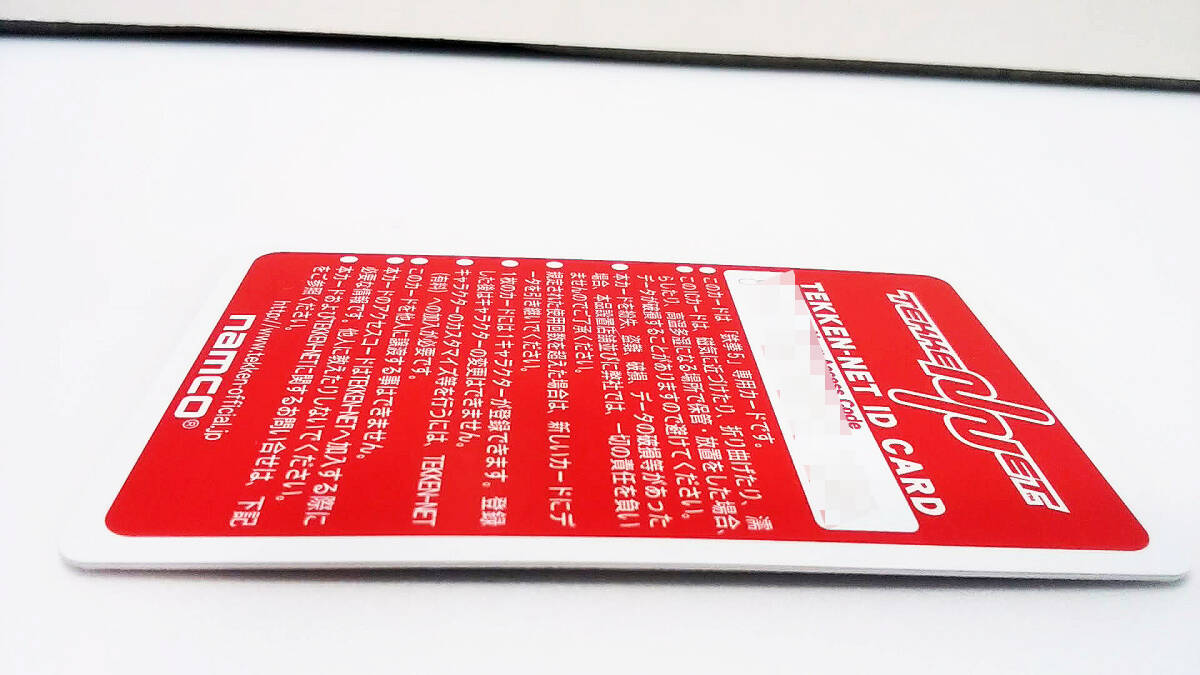 TEKKEN NET
TEKKEN-NET ID CARD
Access Code
●このカードは、「鉄拳5」専用カードです。
●このIDカードは、磁気に近づけたり、折り曲げたり、濡
らしたり、高温多湿になる場所で保管・放置をした場合、
データが破損することがありますので避けてください。
●本カードを紛失、盗難、破損、データの破損等があった
場合、本品設置店舗並びに弊社では、一切の責任を負い
ませんのでご了承ください。
●規定された使用回数を超えた場合は、新しいカードにデ
ータを引き継いでください。
●1枚のカードには1キャラクターが登録できます。登録
した後はキャラクターの変更はできません。
●キャラクターのカスタマイズ等を行うには、TEKKEN-NET
(有料)への加入が必要です。
●このカードを他人に譲渡する事はできません。
●本カードのアクセスコードはTEKKEN-NETへ加入する際に
必要な情報です。他人に教えたりしないでください。
●本カードおよびTEKKEN-NETに関するお問い合せは、下記
をご参照ください。
http://www.tekken-official.jp
namco®